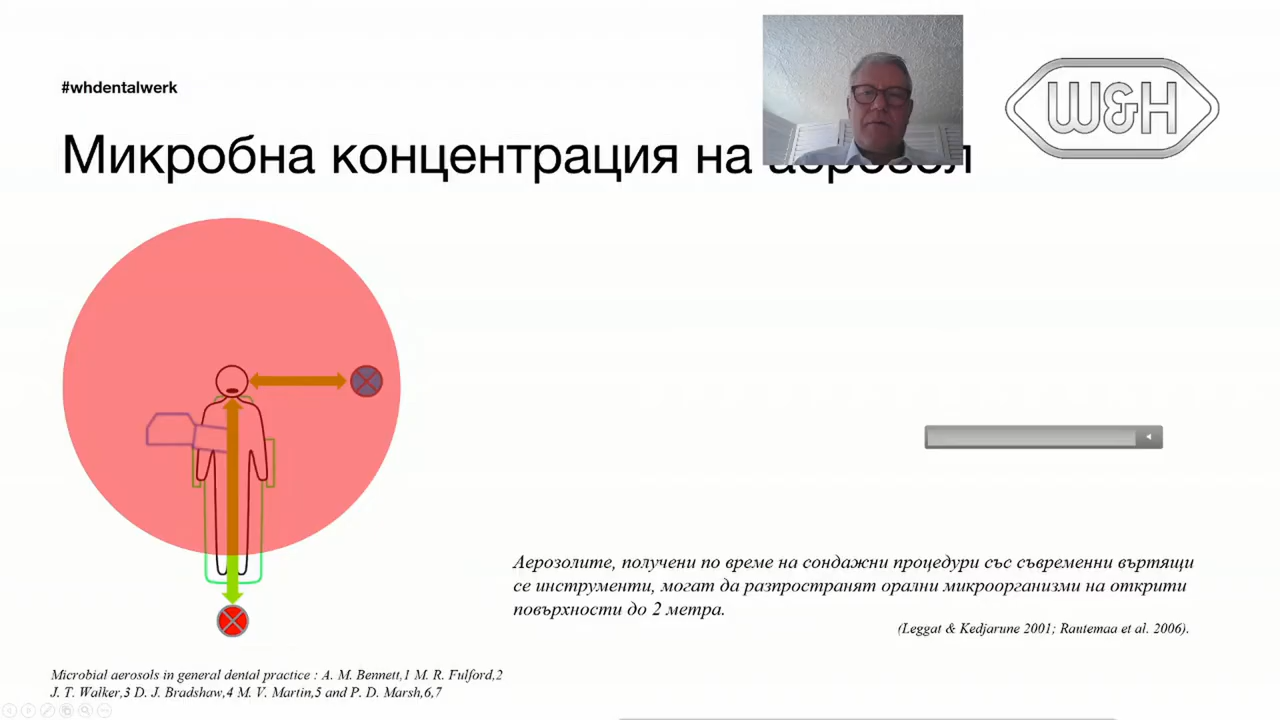 #whdentalwerk
W&H
Микробна концентрация на аерозол
Аерозолите, получени по време на сондажни процедури със съвременни въртящи
се инструменти, могат да разпространят орални микроорганизми на открити
повърхности до 2 метра.
(Leggat & Kedjarune 2001; Rautemaa et al. 2006).
Microbial aerosols in general dental practice : A. M. Bennett,1 M. R. Fulford,2
J. T. Walker,3 D. J. Bradshaw,4 M. V. Martin,5 and P. D. Marsh,6,7